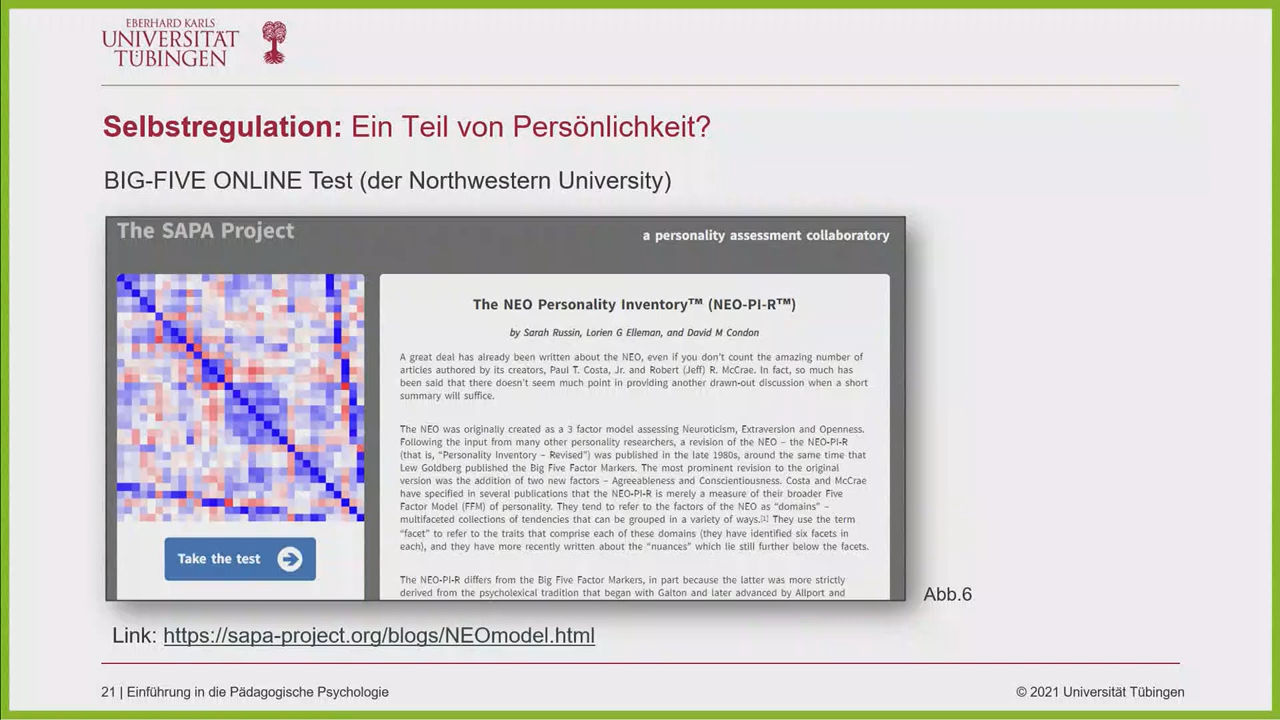 EBERHARD KARLS
UNIVERSITÄT
TÜBINGEN
Selbstregulation: Ein Teil von Persönlichkeit?
BIG-FIVE ONLINE Test (der Northwestern University)
The SAPA Project
a personality assessment collaboratory
The NEO Personality Inventory™ (NEO-PI-R™)
by Sarah Russin, Lorien G Elleman, and David M Condon
A great deal has already been written about the NEO, even if you don't count the amazing number of
articles authored by its creators, Paul T. Costa, Jr. and Robert (Jeff) R. McCrae. In fact, so much has
been said that there doesn't seem much point in providing another drawn-out discussion when a short
summary will suffice.
The NEO was originally created as a 3 factor model assessing Neuroticism, Extraversion and Openness.
Following the input from many other personality researchers, a revision of the NEO – the NEO-PI-R
(that is, “Personality Inventory – Revised”) was published in the late 1980s, around the same time that
Lew Goldberg published the Big Five Factor Markers. The most prominent revision to the original
version was the addition of two new factors – Agreeableness and Conscientiousness. Costa and McCrae
have specified in several publications that the NEO-PI-R is merely a measure of their broader Five
Factor Model (FFM) of personality. They tend to refer to the factors of the NEO as “domains” –
multifaceted collections of tendencies that can be grouped in a variety of ways.[1] They use the term
“facet” to refer to the traits that comprise each of these domains (they have identified six facets in
each), and they have more recently written about the “nuances” which lie still further below the facets.
The NEO-PI-R differs from the Big Five Factor Markers, in part because the latter was more strictly
derived from the psycholexical tradition that began with Galton and later advanced by Allport and
Take the test
Abb.6
Link: https://sapa-project.org/blogs/NEOmodel.html
21 | Einführung in die Pädagogische Psychologie
© 2021 Universität Tübingen